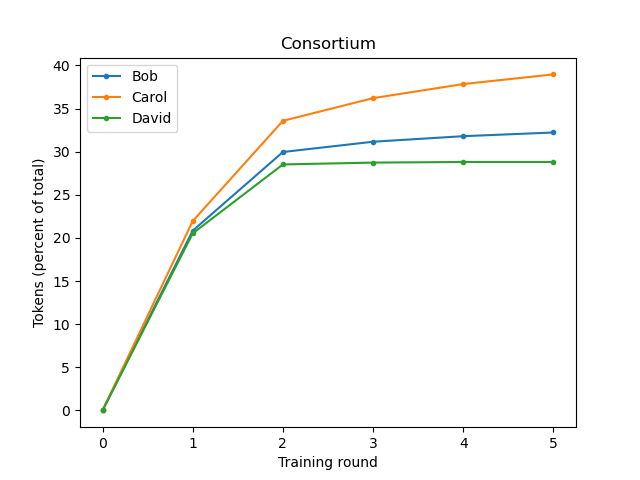 Consortium
Bob
Carol
David
Tokens (percent of total)
40
35
30
25
20
15
10
5
0
0 1 2 3 4 5
Training round